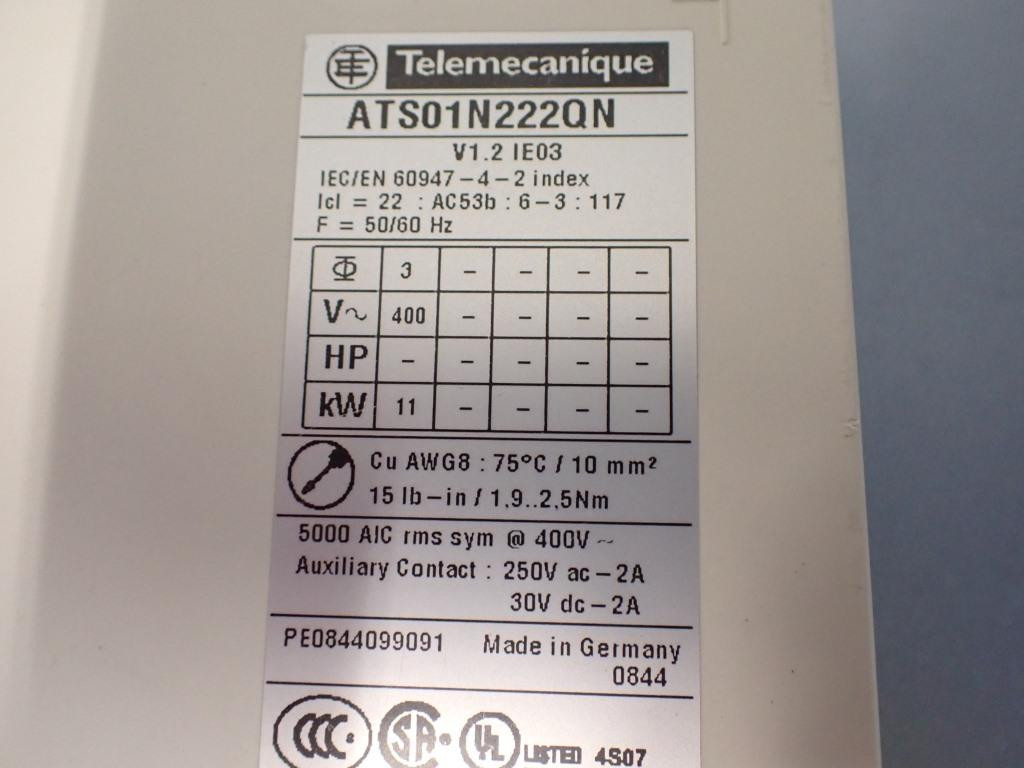 Telemecanique
ATS01N222QN
V1.2 IE03
IEC/EN 60947-4-2 index
Icl = 22 : AC53b : 6-3 : 117
F = 50/60 Hz
Φ 3 - - - -
V~ 400 - - - -
HP - - - - -
kW 11 - - - -
Cu AWG8 : 75°C / 10 mm²
15 lb-in / 1,9..2,5Nm
5000 AIC rms sym @ 400V ~
Auxiliary Contact : 250V ac-2A
30V dc-2A
PE0844099091 Made in Germany
0844
CCC SA UL LISTED 4S07